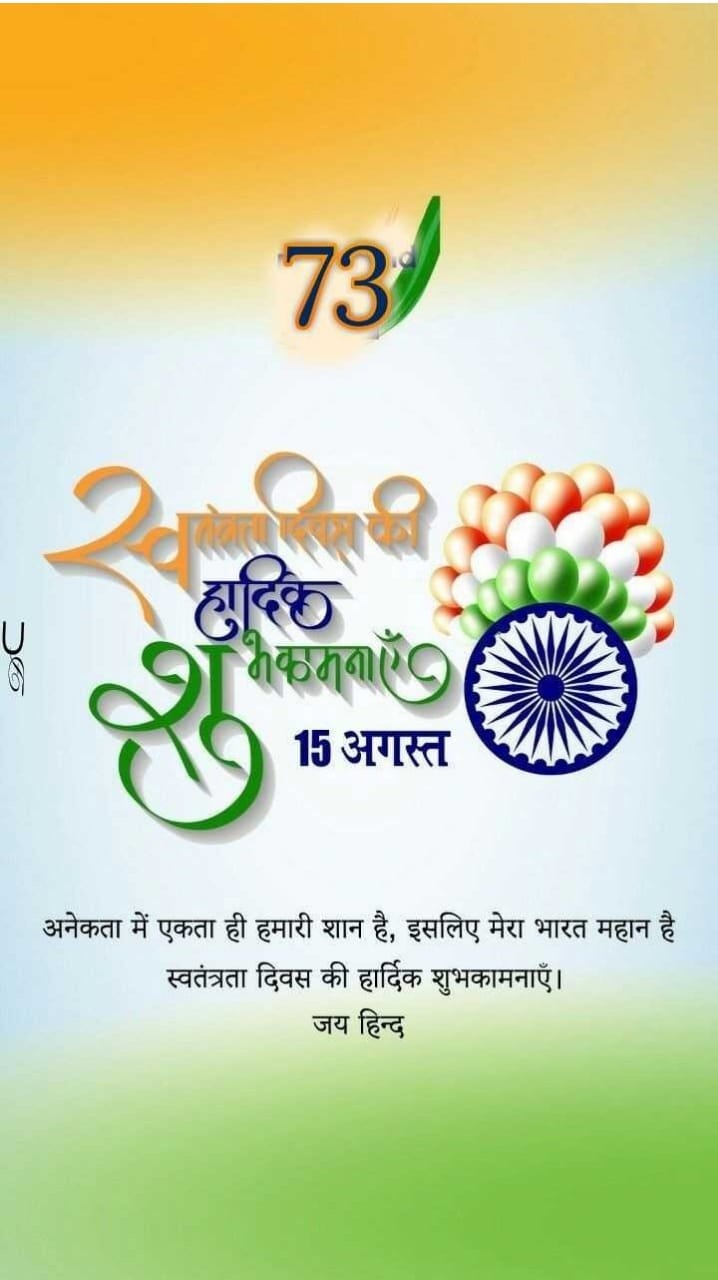 73
स्वतंत्रता दिवस की
हार्दिक
शुभकामनाएँ
15 अगस्त
अनेकता में एकता ही हमारी शान है, इसलिए मेरा भारत महान है
स्वतंत्रता दिवस की हार्दिक शुभकामनाएँ।
जय हिन्द